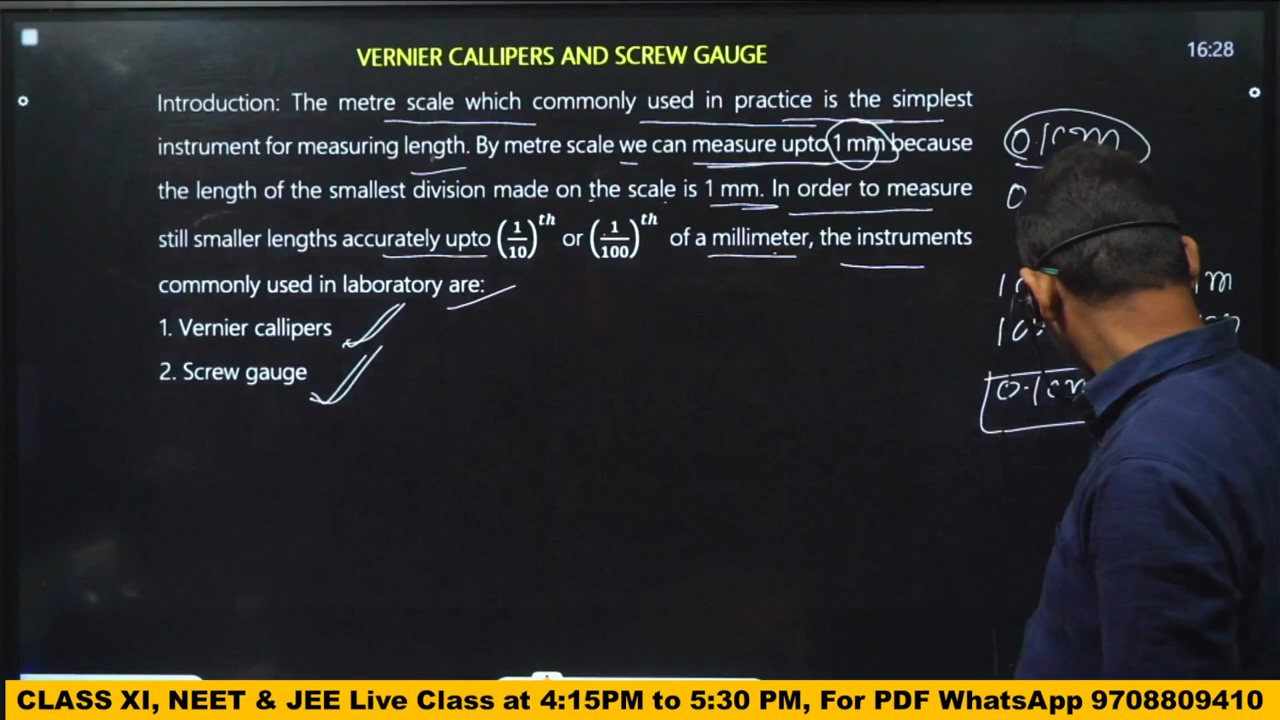 VERNIER CALLIPERS AND SCREW GAUGE
16:28
Introduction: The metre scale which commonly used in practice is the simplest
instrument for measuring length. By metre scale we can measure upto 1 mm because
the length of the smallest division made on the scale is 1 mm. In order to measure
still smaller lengths accurately upto (1/10)^th or (1/100)^th of a millimeter, the instruments
commonly used in laboratory are:
1. Vernier callipers
2. Screw gauge
0.1cm
0.1cm
CLASS XI, NEET & JEE Live Class at 4:15PM to 5:30 PM, For PDF WhatsApp 9708809410